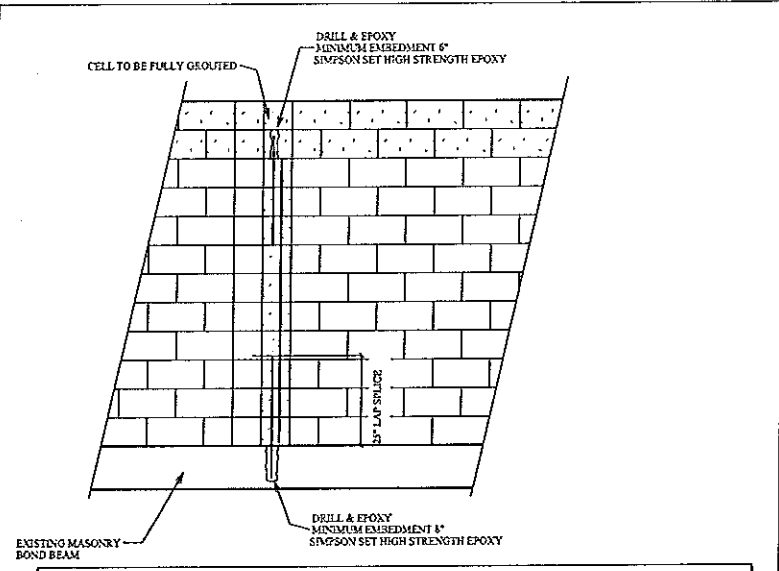 DRILL & EPOXY
MINIMUM EMBEDMENT 6"
SIMPSON SET HIGH STRENGTH EPOXY
CELL TO BE FULLY GROUTED
25" LAP SPLICE
DRILL & EPOXY
MINIMUM EMBEDMENT 8"
SIMPSON SET HIGH STRENGTH EPOXY
EXISTING MASONRY
BOND BEAM